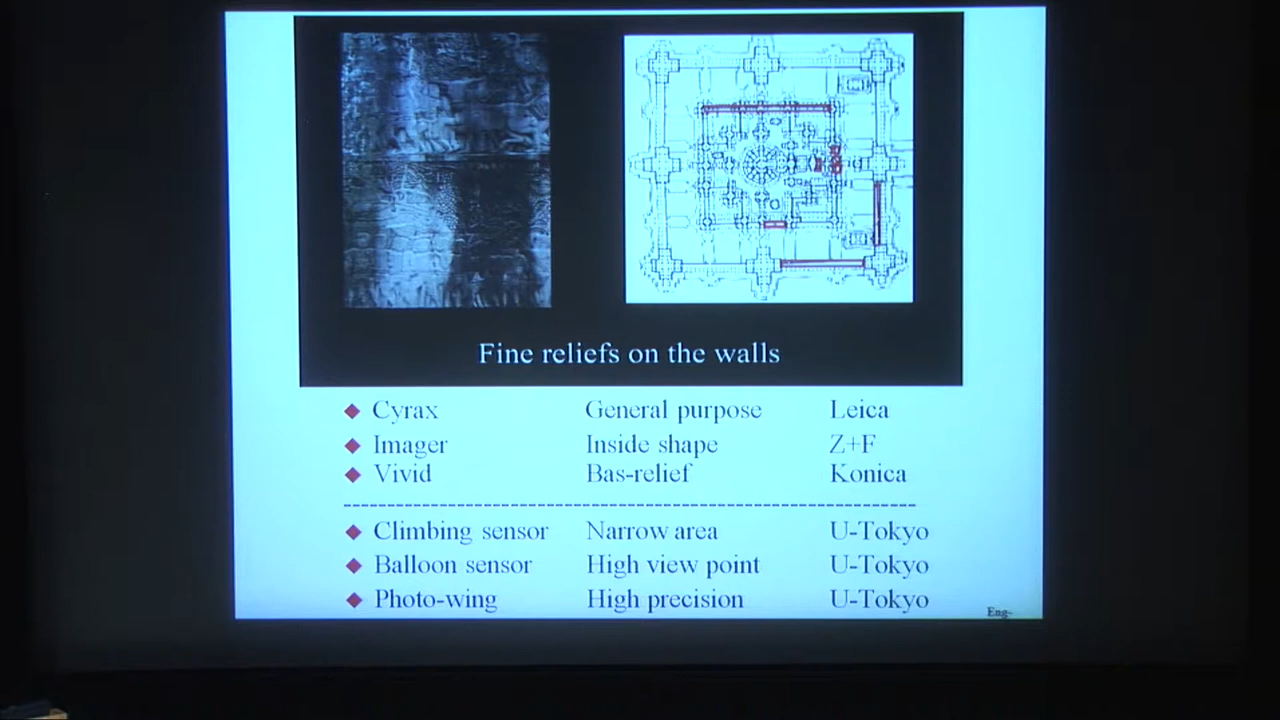 Fine reliefs on the walls
◆ Cyrax General purpose Leica
◆ Imager Inside shape Z+F
◆ Vivid Bas-relief Konica
◆ Climbing sensor Narrow area U-Tokyo
◆ Balloon sensor High view point U-Tokyo
◆ Photo-wing High precision U-Tokyo
Eng-